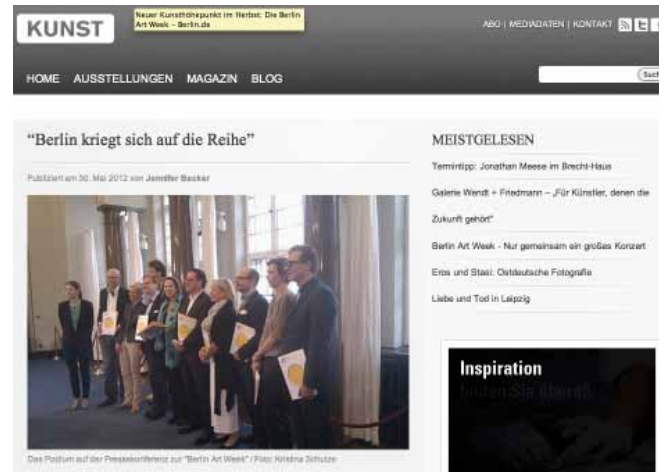 KUNST
Neuer Kunsthöhepunkt im Herbst: Die Berlin
Art Week – Berlin.de
ABO | MEDIADATEN | KONTAKT
HOME AUSSTELLUNGEN MAGAZIN BLOG
Such
“Berlin kriegt sich auf die Reihe”
Publiziert am 30. Mai 2012 von Jennifer Becker
Das Podium auf der Pressekonferenz zur "Berlin Art Week" / Foto: Kristina Schulze
MEISTGELESEN
Termintipp: Jonathan Meese im Brecht-Haus
Galerie Wendt + Friedmann – „Für Künstler, denen die
Zukunft gehört"
Berlin Art Week - Nur gemeinsam ein großes Konzert
Eros und Stasi: Ostdeutsche Fotografie
Liebe und Tod in Leipzig
Inspiration
finden Sie überall